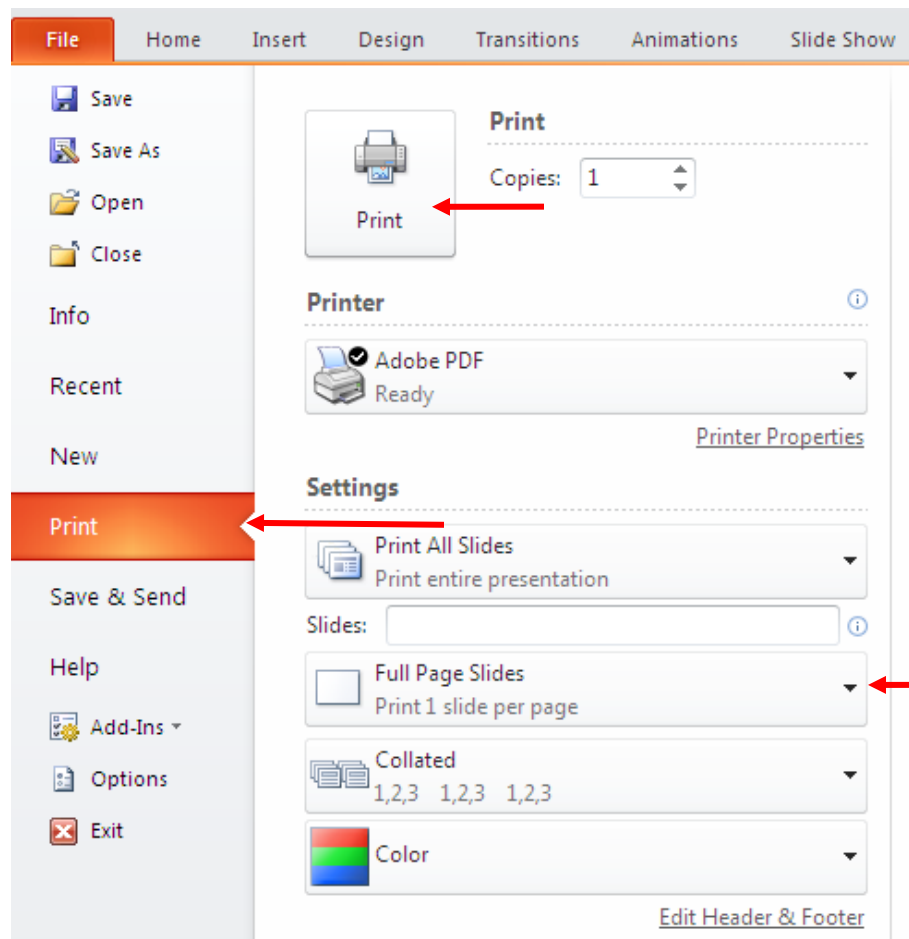 File Home Insert Design Transitions Animations Slide Show
Save
Save As
Open
Close
Info
Recent
New
Print
Save & Send
Help
Add-Ins
Options
Exit
Print
Print
Copies: 1
Printer
Adobe PDF
Ready
Printer Properties
Settings
Print All Slides
Print entire presentation
Slides:
Full Page Slides
Print 1 slide per page
Collated
1,2,3 1,2,3 1,2,3
Color
Edit Header & Footer